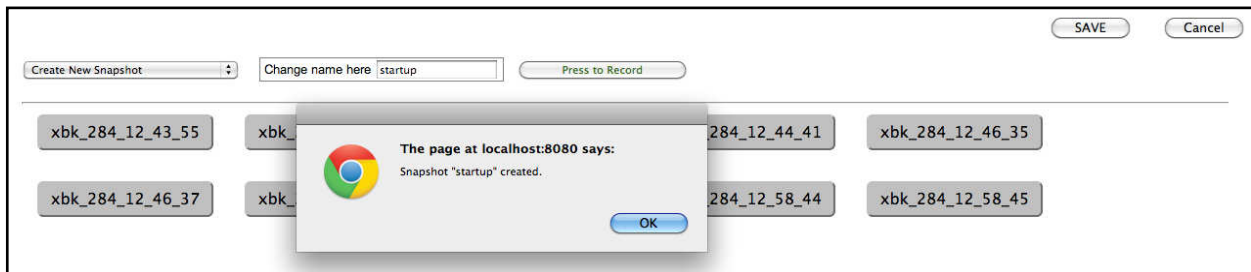 SAVE Cancel
Create New Snapshot Change name here startup Press to Record
xbk_284_12_43_55 xbk_ 284_12_44_41 xbk_284_12_46_35
The page at localhost:8080 says:
Snapshot "startup" created.
xbk_284_12_46_37 xbk_ 284_12_58_44 xbk_284_12_58_45
OK